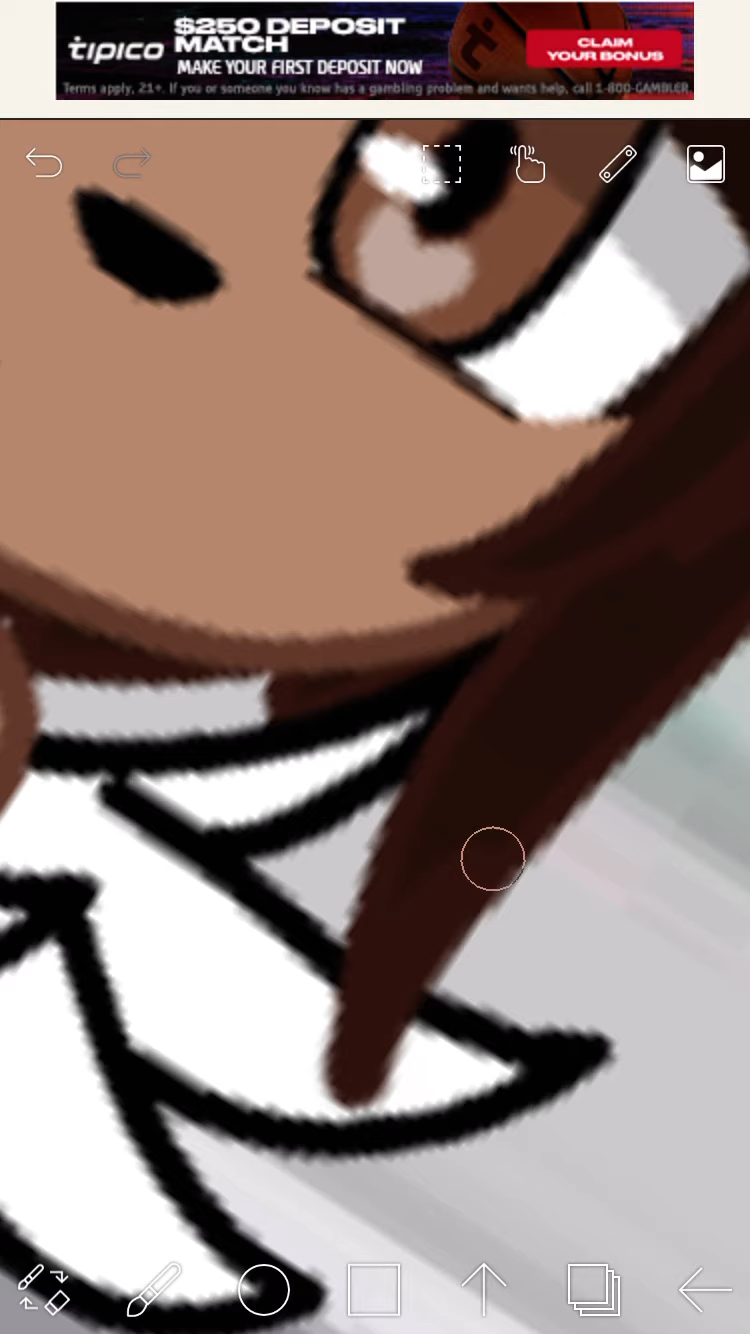 tipico
$250 DEPOSIT
MATCH
MAKE YOUR FIRST DEPOSIT NOW
CLAIM
YOUR BONUS
Terms apply, 21+. If you or someone you know has a gambling problem and wants help, call 1-800-GAMBLER.